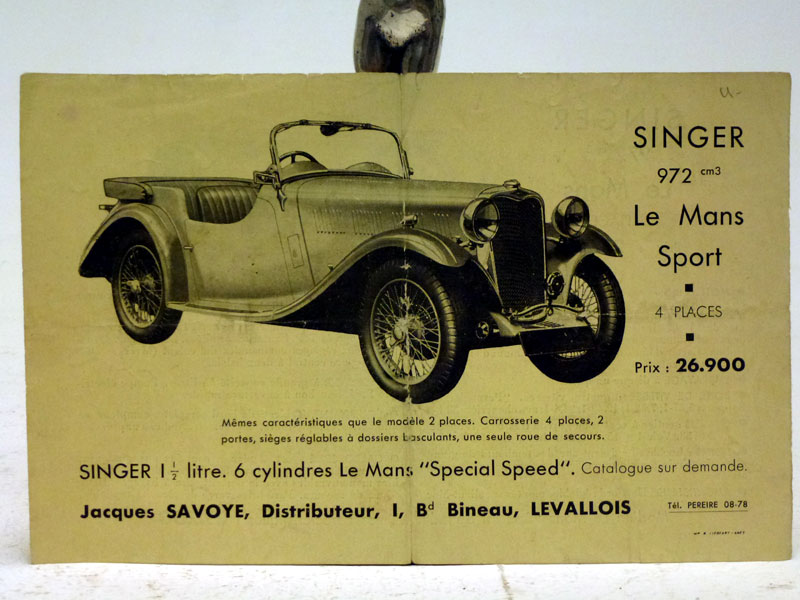 SINGER
972 cm3
Le Mans
Sport
4 PLACES
Prix : 26.900
Mêmes caractéristiques que le modèle 2 places. Carrosserie 4 places, 2
portes, sièges réglables à dossiers basculants, une seule roue de secours.
SINGER 1 1/2 litre. 6 cylindres Le Mans "Special Speed". Catalogue sur demande.
Jacques SAVOYE, Distributeur, 1, Bd Bineau, LEVALLOIS
Tél. PEREIRE 08-78